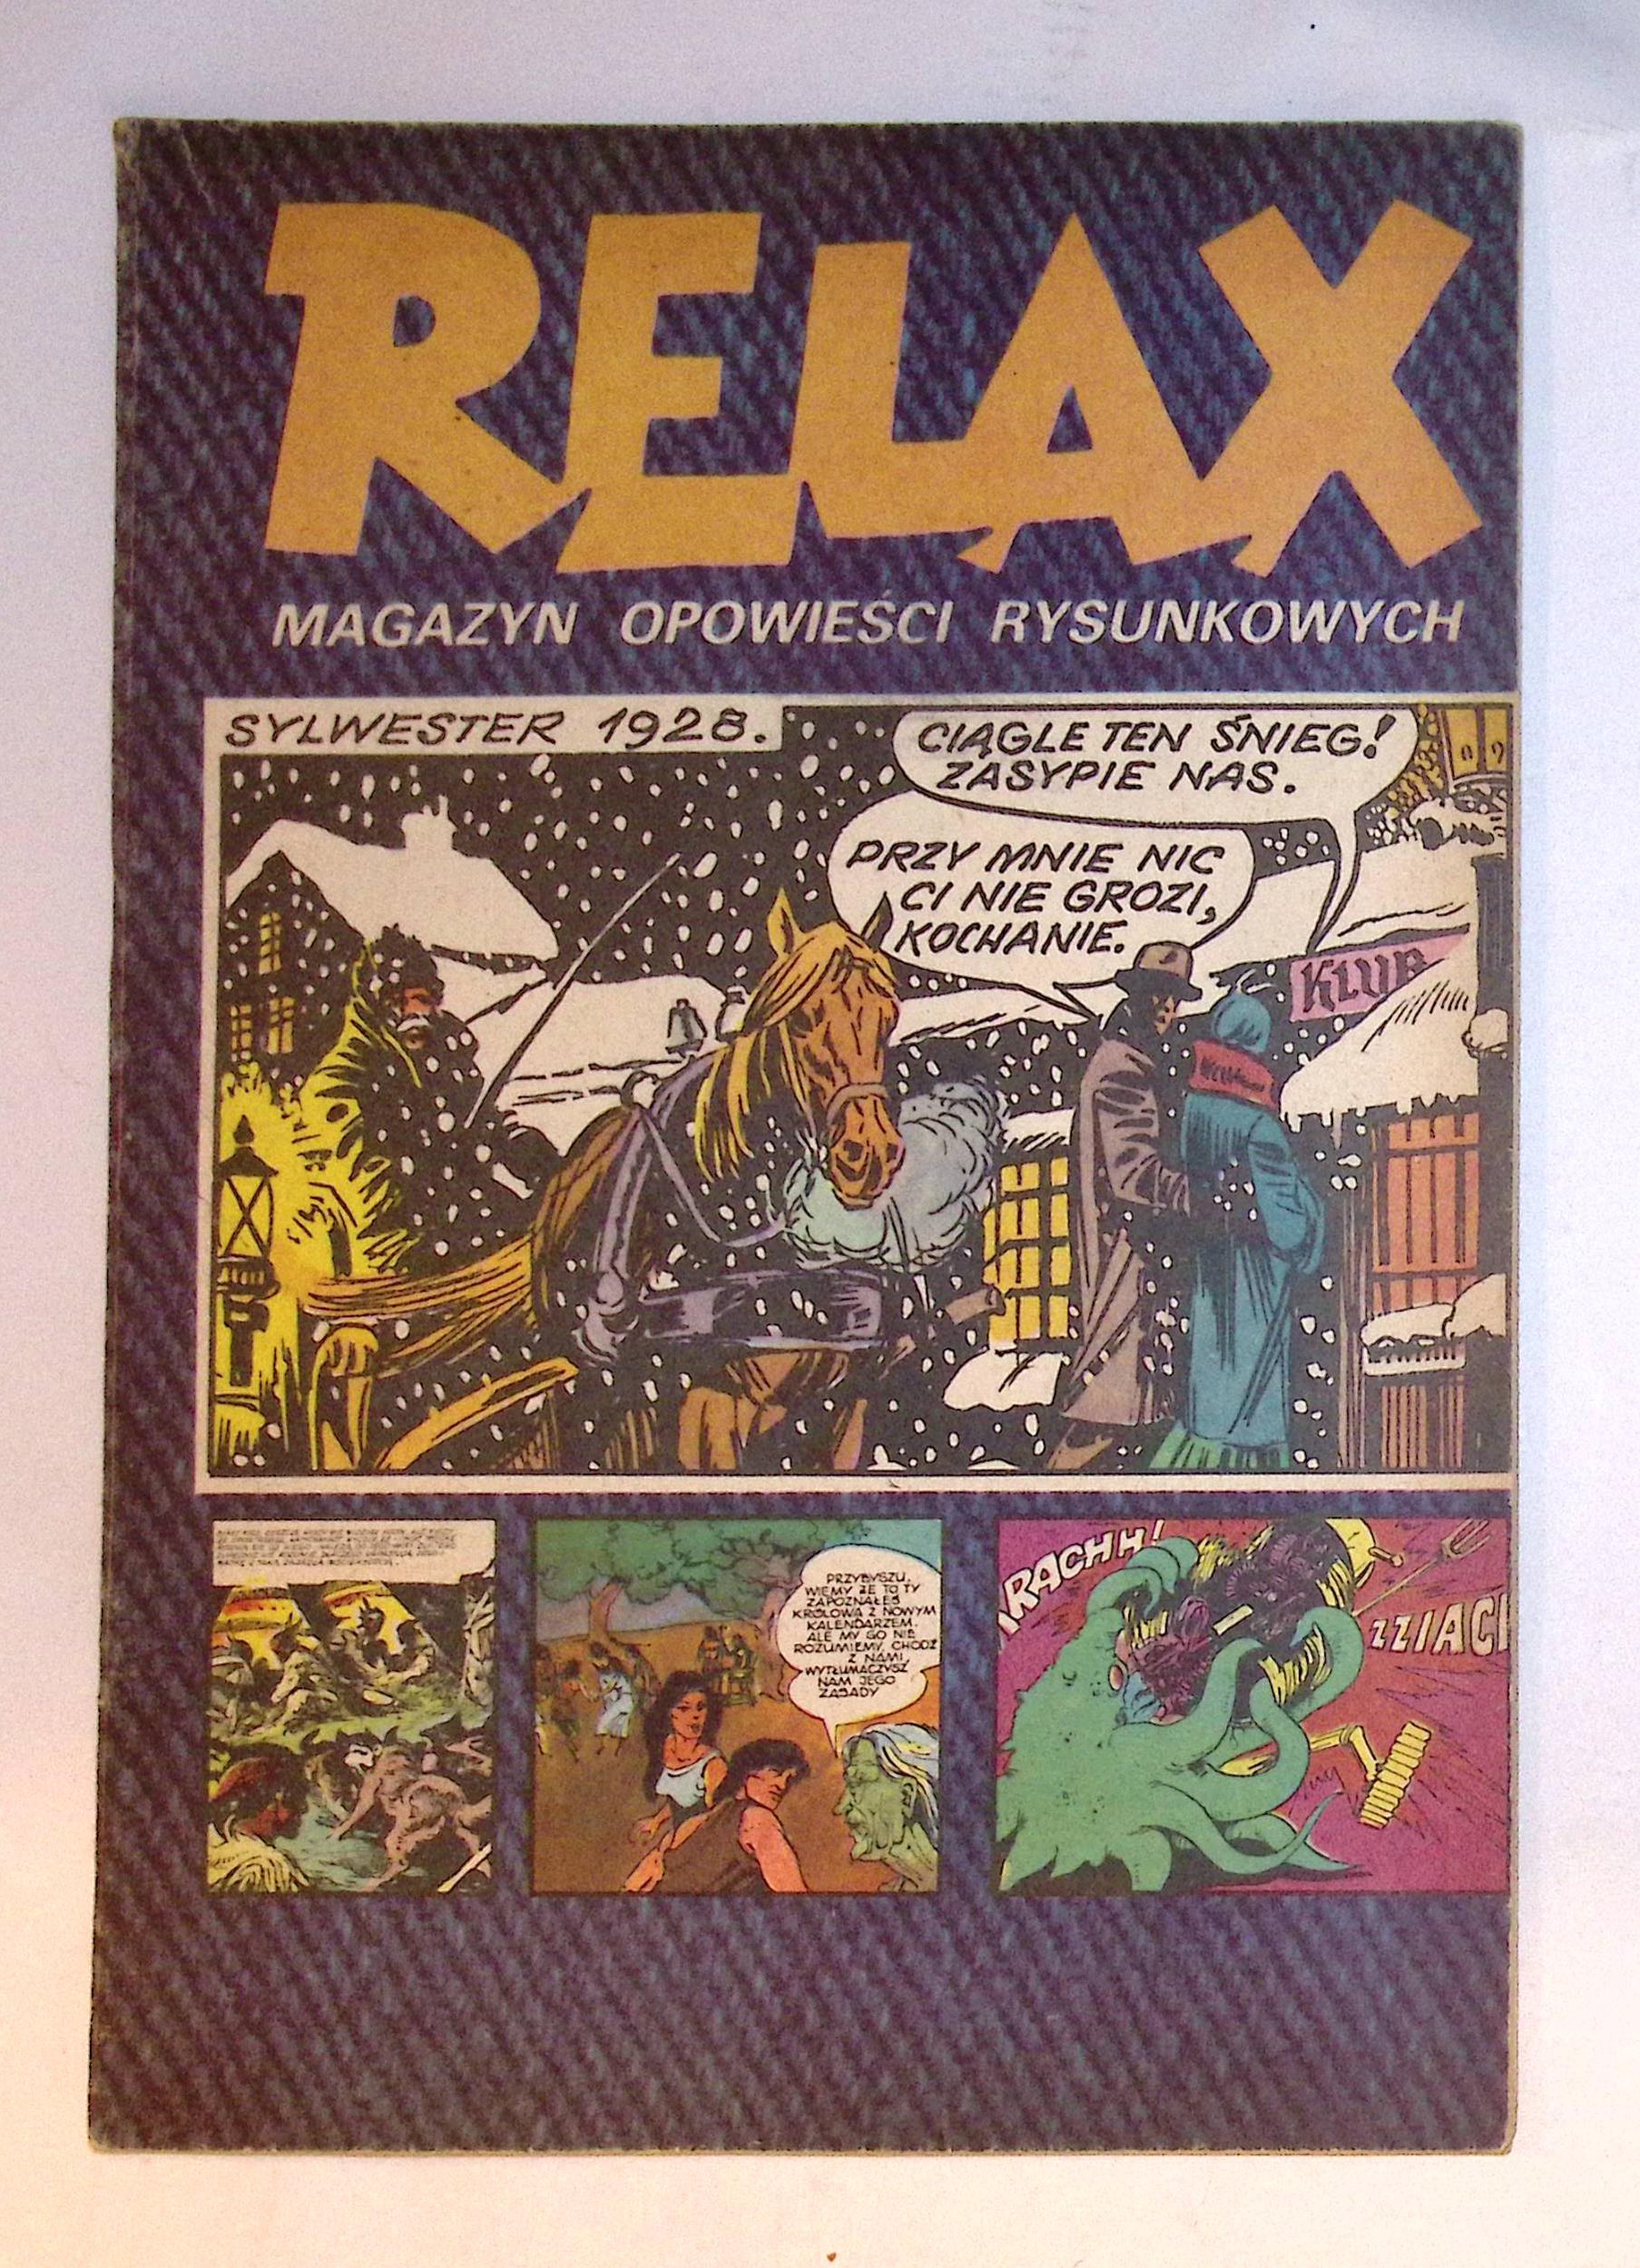 RELAX
MAGAZYN OPOWIEŚCI RYSUNKOWYCH
SYLWESTER 1928.
CIĄGLE TEN ŚNIEG!
ZASYPIE NAS.
PRZY MNIE NIC
CI NIE GROZI,
KOCHANIE.
KLUB
PRZYBYSZU,
WIEMY ŻE TO TY
ZAPOZNAŁEŚ
KRÓLOWĄ Z NOWYM
KALENDARZEM.
ALE MY GO NIE
ROZUMIEMY. CHODŹ
Z NAMI,
WYTŁUMACZYSZ
NAM JEGO
ZASADY
RACHH!
ZZIACH